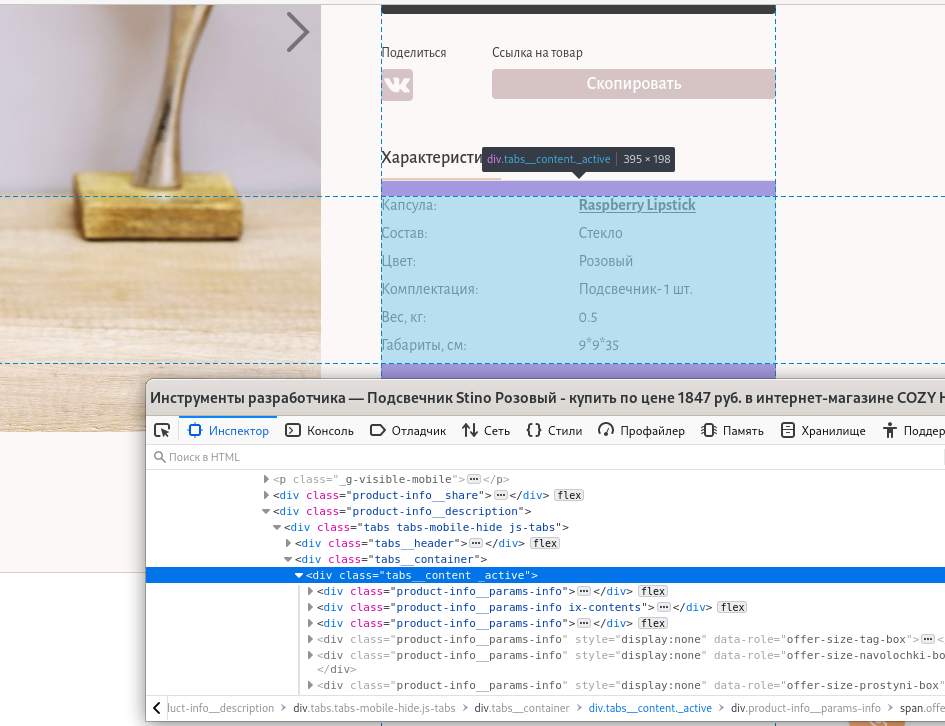 Поделиться
Ссылка на товар
Скопировать
Характеристи
div.tabs__content._active | 395 × 198
Капсула: Raspberry Lipstick
Состав: Стекло
Цвет: Розовый
Комплектация: Подсвечник- 1 шт.
Вес, кг: 0.5
Габариты, см: 9*9*35
Инструменты разработчика — Подсвечник Stino Розовый - купить по цене 1847 руб. в интернет-магазине COZY H
Инспектор Консоль Отладчик Сеть Стили Профайлер Память Хранилище Поддер
Поиск в HTML
<p class="_g-visible-mobile">···</p>
<div class="product-info__share">···</div> flex
<div class="product-info__description">
<div class="tabs tabs-mobile-hide js-tabs">
<div class="tabs__header">···</div> flex
<div class="tabs__container">
<div class="tabs__content _active">
<div class="product-info__params-info">···</div> flex
<div class="product-info__params-info ix-contents">···</div> flex
<div class="product-info__params-info">···</div> flex
<div class="product-info__params-info" style="display:none" data-role="offer-size-tag-box">···<
<div class="product-info__params-info" style="display:none" data-role="offer-size-navolochki-bo
</div>
<div class="product-info__params-info" style="display:none" data-role="offer-size-prostyni-box"
luct-info__description > div.tabs.tabs-mobile-hide.js-tabs > div.tabs__container > div.tabs__content._active > div.product-info__params-info > span.offe